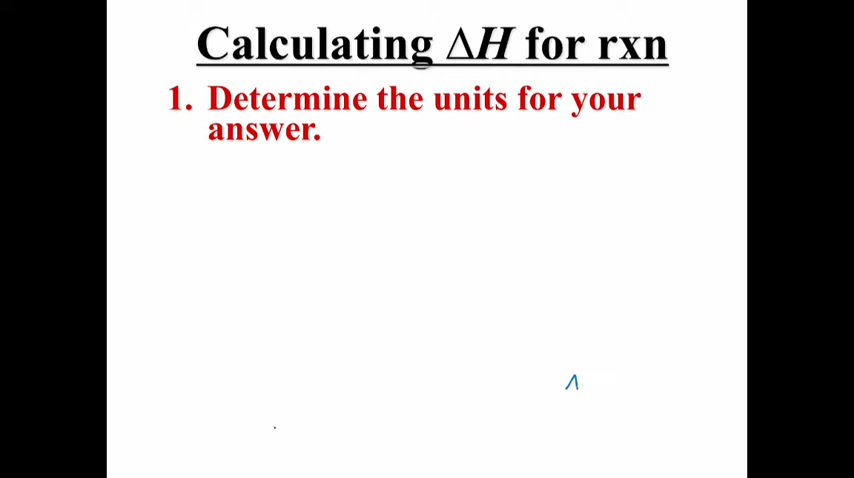 Calculating ΔH for rxn
1. Determine the units for your
answer.